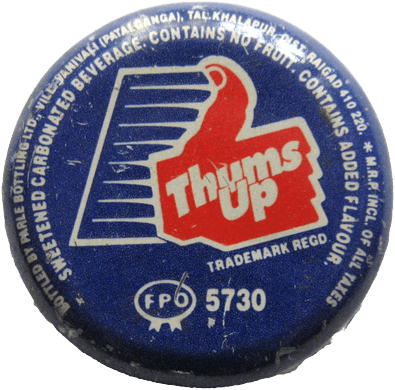 BOTTLED BY PARLE BOTTLING LTD. VILL. VANIVALI (PATALGANGA), TAL.KHALAPUR, DIST. RAIGAD 410 220. * M.R.P. INCL. OF ALL TAXES
SWEETENED CARBONATED BEVERAGE. CONTAINS NO FRUIT. CONTAINS ADDED FLAVOUR.
Thums
Up
TRADEMARK REGD.
FPO 5730